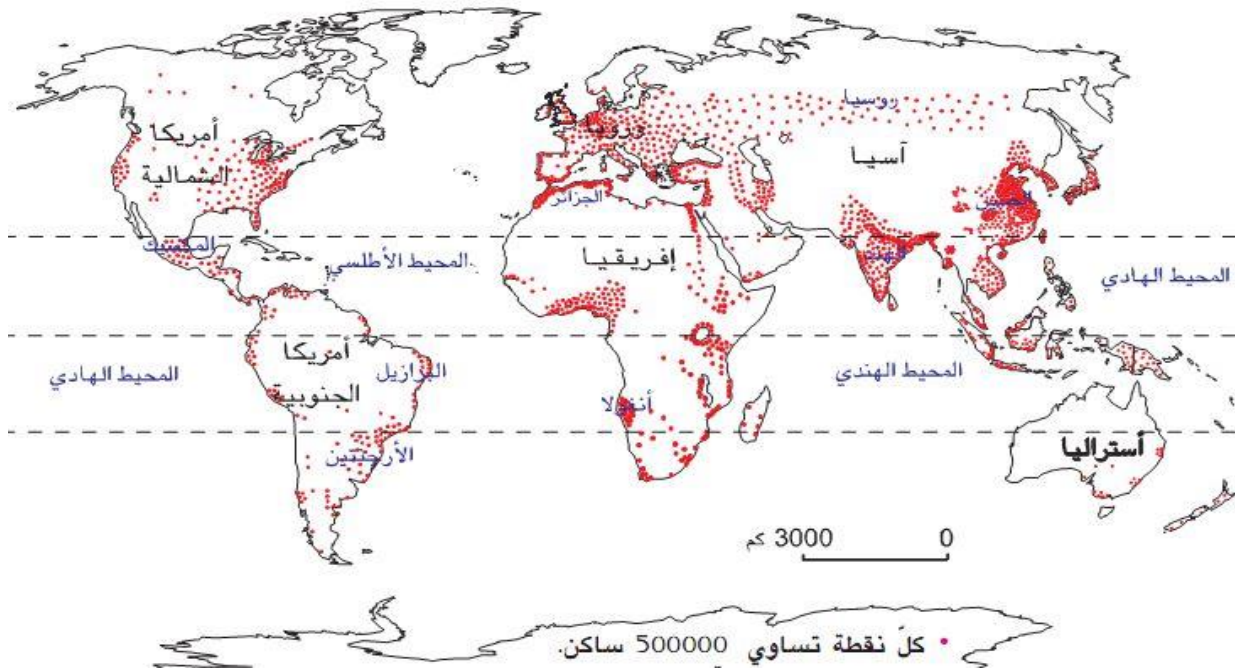 روسيا
أوروبا
أمريكا
الشمالية
آسيا
الجزائر
الصين
المكسيك
المحيط الأطلسي
إفريقيا
الهند
المحيط الهادي
أمريكا
الجنوبية
المحيط الهادي
البرازيل
أنغولا
المحيط الهندي
الأرجنتين
أستراليا
0 3000 كم
كلّ نقطة تساوي 500000 ساكن.